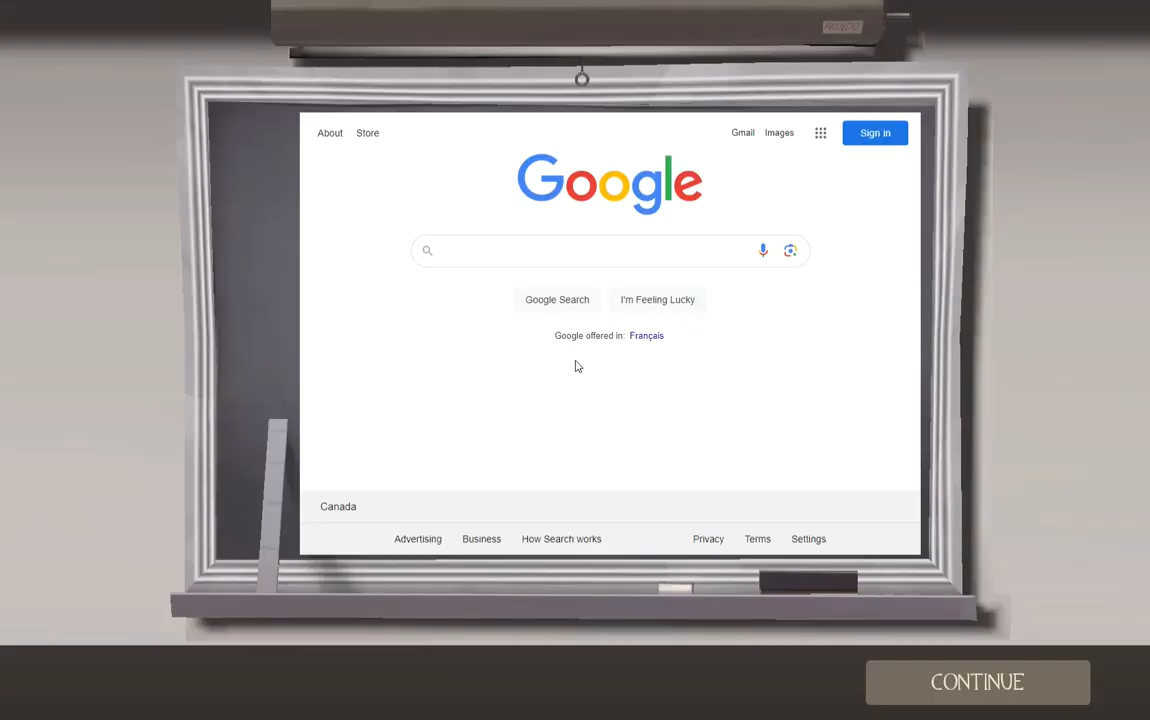 PROJECTO
About Store Gmail Images Sign in
Google
Google Search I'm Feeling Lucky
Google offered in: Français
Canada
Advertising Business How Search works Privacy Terms Settings
CONTINUE